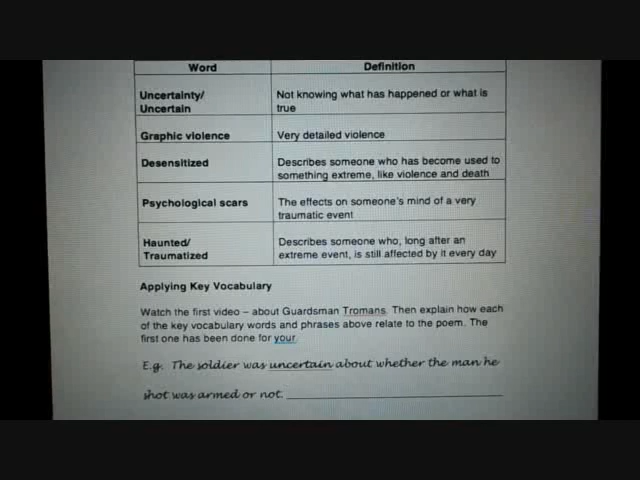 Word Definition
Uncertainty/ Not knowing what has happened or what is
Uncertain true
Graphic violence Very detailed violence
Desensitized Describes someone who has become used to
something extreme, like violence and death
Psychological scars The effects on someone's mind of a very
traumatic event
Haunted/ Describes someone who, long after an
Traumatized extreme event, is still affected by it every day
Applying Key Vocabulary
Watch the first video – about Guardsman Tromans. Then explain how each
of the key vocabulary words and phrases above relate to the poem. The
first one has been done for your.
E.g. The soldier was uncertain about whether the man he
shot was armed or not.